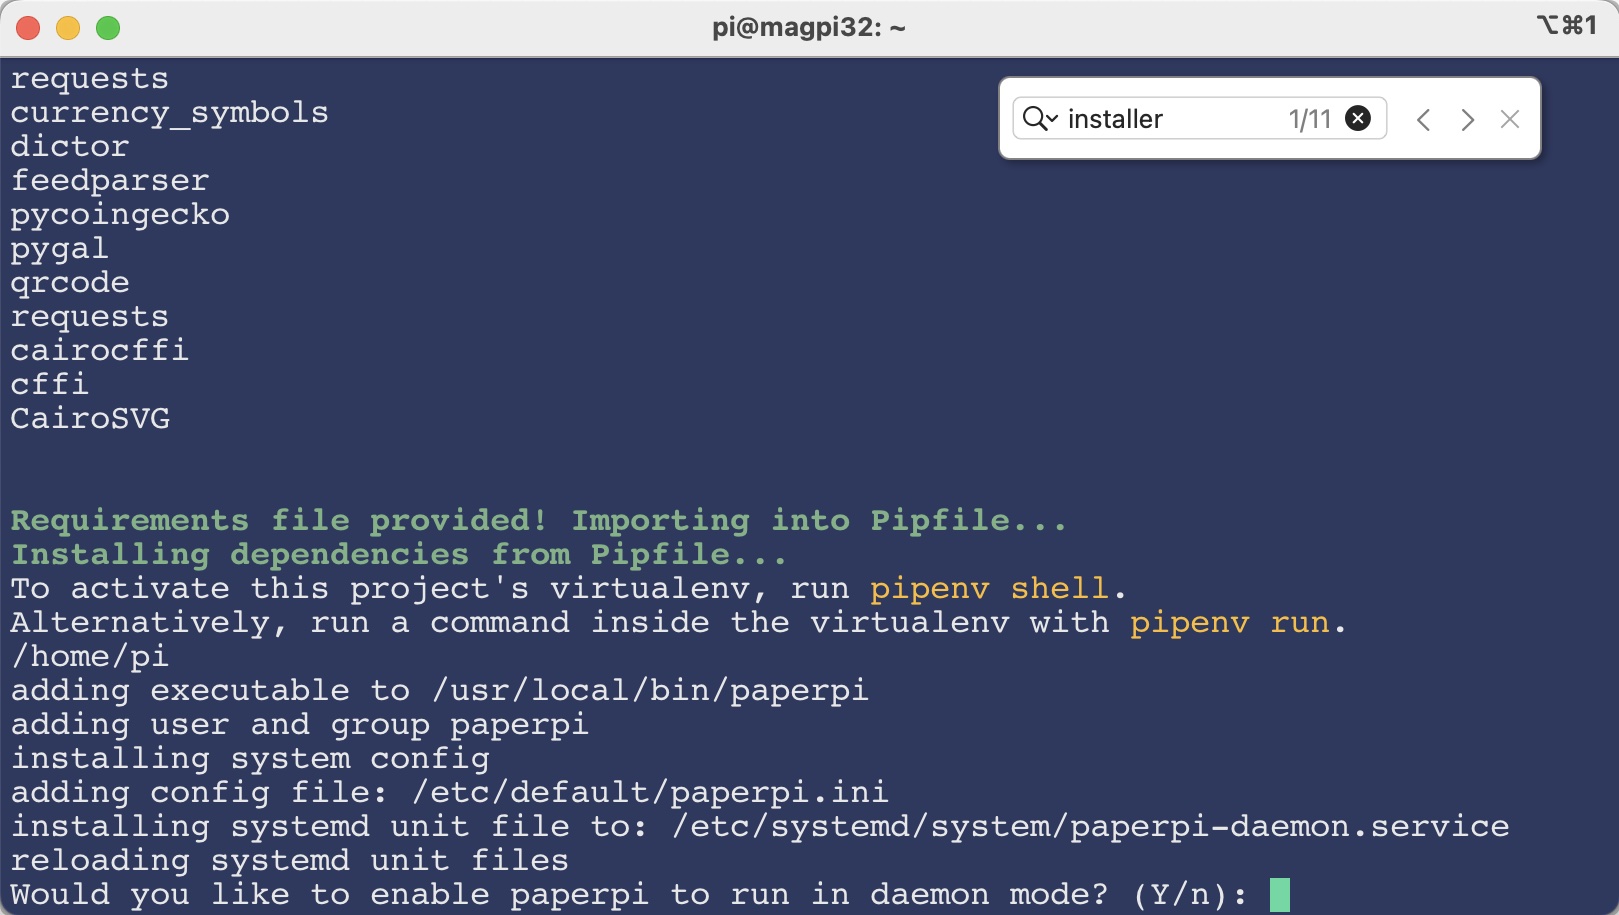 pi@magpi32: ~
⌥⌘1
requests
installer
1/11
currency_symbols
dictor
feedparser
pycoingecko
pygal
qrcode
requests
cairocffi
cffi
CairoSVG
Requirements file provided! Importing into Pipfile...
Installing dependencies from Pipfile...
To activate this project's virtualenv, run pipenv shell.
Alternatively, run a command inside the virtualenv with pipenv run.
/home/pi
adding executable to /usr/local/bin/paperpi
adding user and group paperpi
installing system config
adding config file: /etc/default/paperpi.ini
installing systemd unit file to: /etc/systemd/system/paperpi-daemon.service
reloading systemd unit files
Would you like to enable paperpi to run in daemon mode? (Y/n):